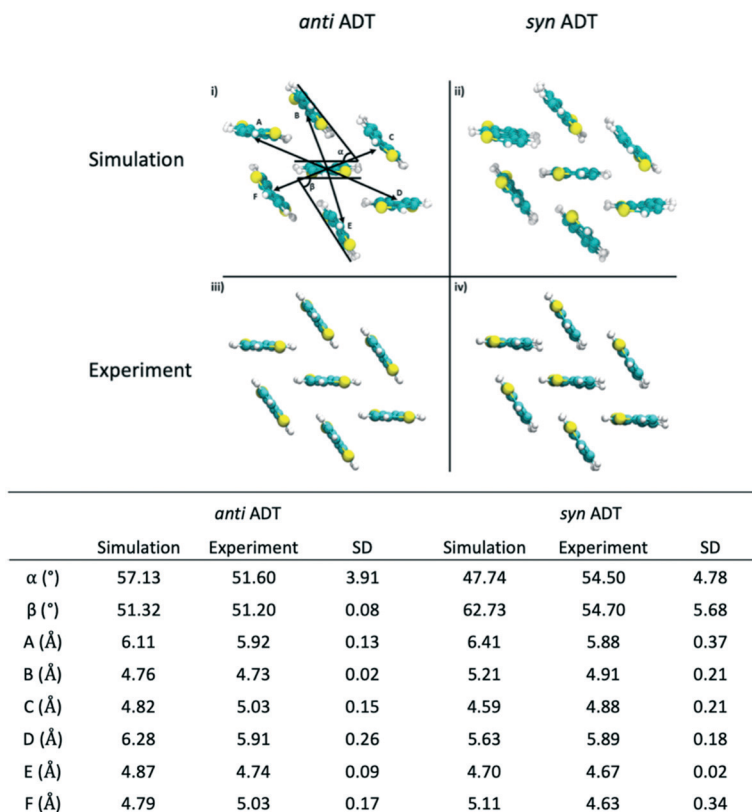 anti ADT syn ADT
i) ii)
A
B
C
α
β
D
F
E
Simulation
iii) iv)
Experiment
anti ADT syn ADT
Simulation Experiment SD Simulation Experiment SD
α (°) 57.13 51.60 3.91 47.74 54.50 4.78
β (°) 51.32 51.20 0.08 62.73 54.70 5.68
A (Å) 6.11 5.92 0.13 6.41 5.88 0.37
B (Å) 4.76 4.73 0.02 5.21 4.91 0.21
C (Å) 4.82 5.03 0.15 4.59 4.88 0.21
D (Å) 6.28 5.91 0.26 5.63 5.89 0.18
E (Å) 4.87 4.74 0.09 4.70 4.67 0.02
F (Å) 4.79 5.03 0.17 5.11 4.63 0.34